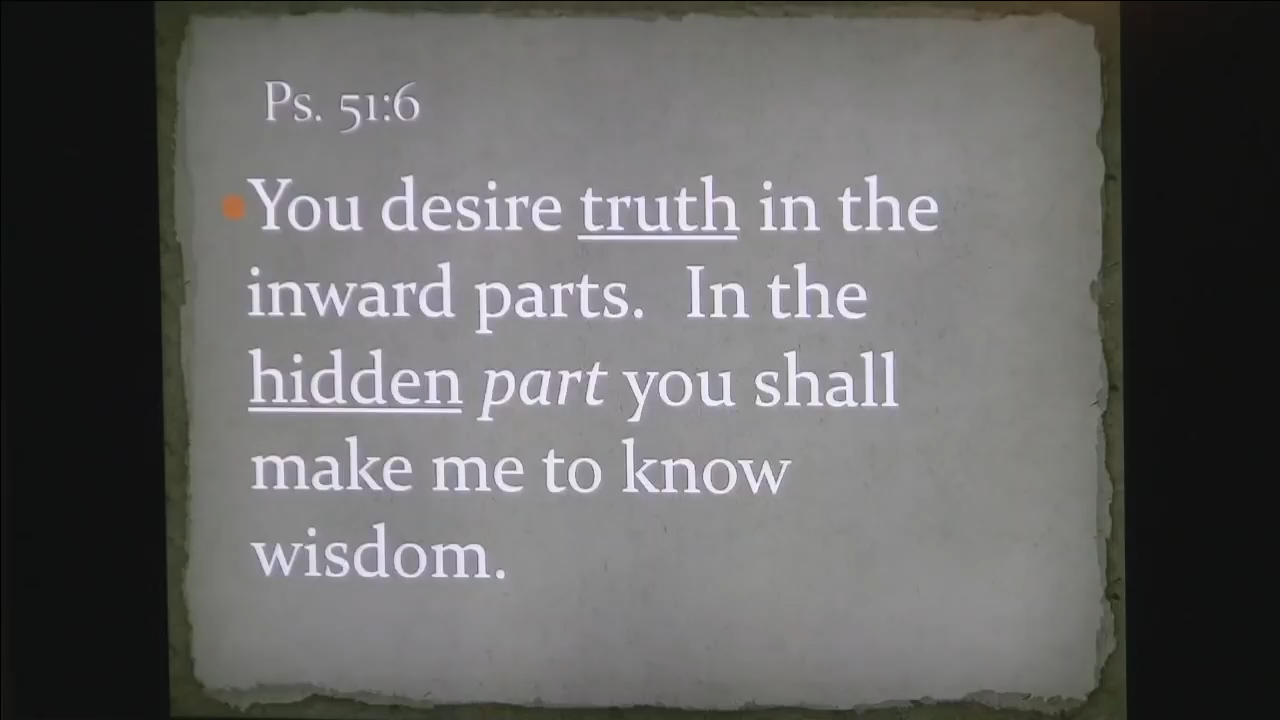 Ps. 51:6
•You desire truth in the
inward parts.  In the
hidden part you shall
make me to know
wisdom.